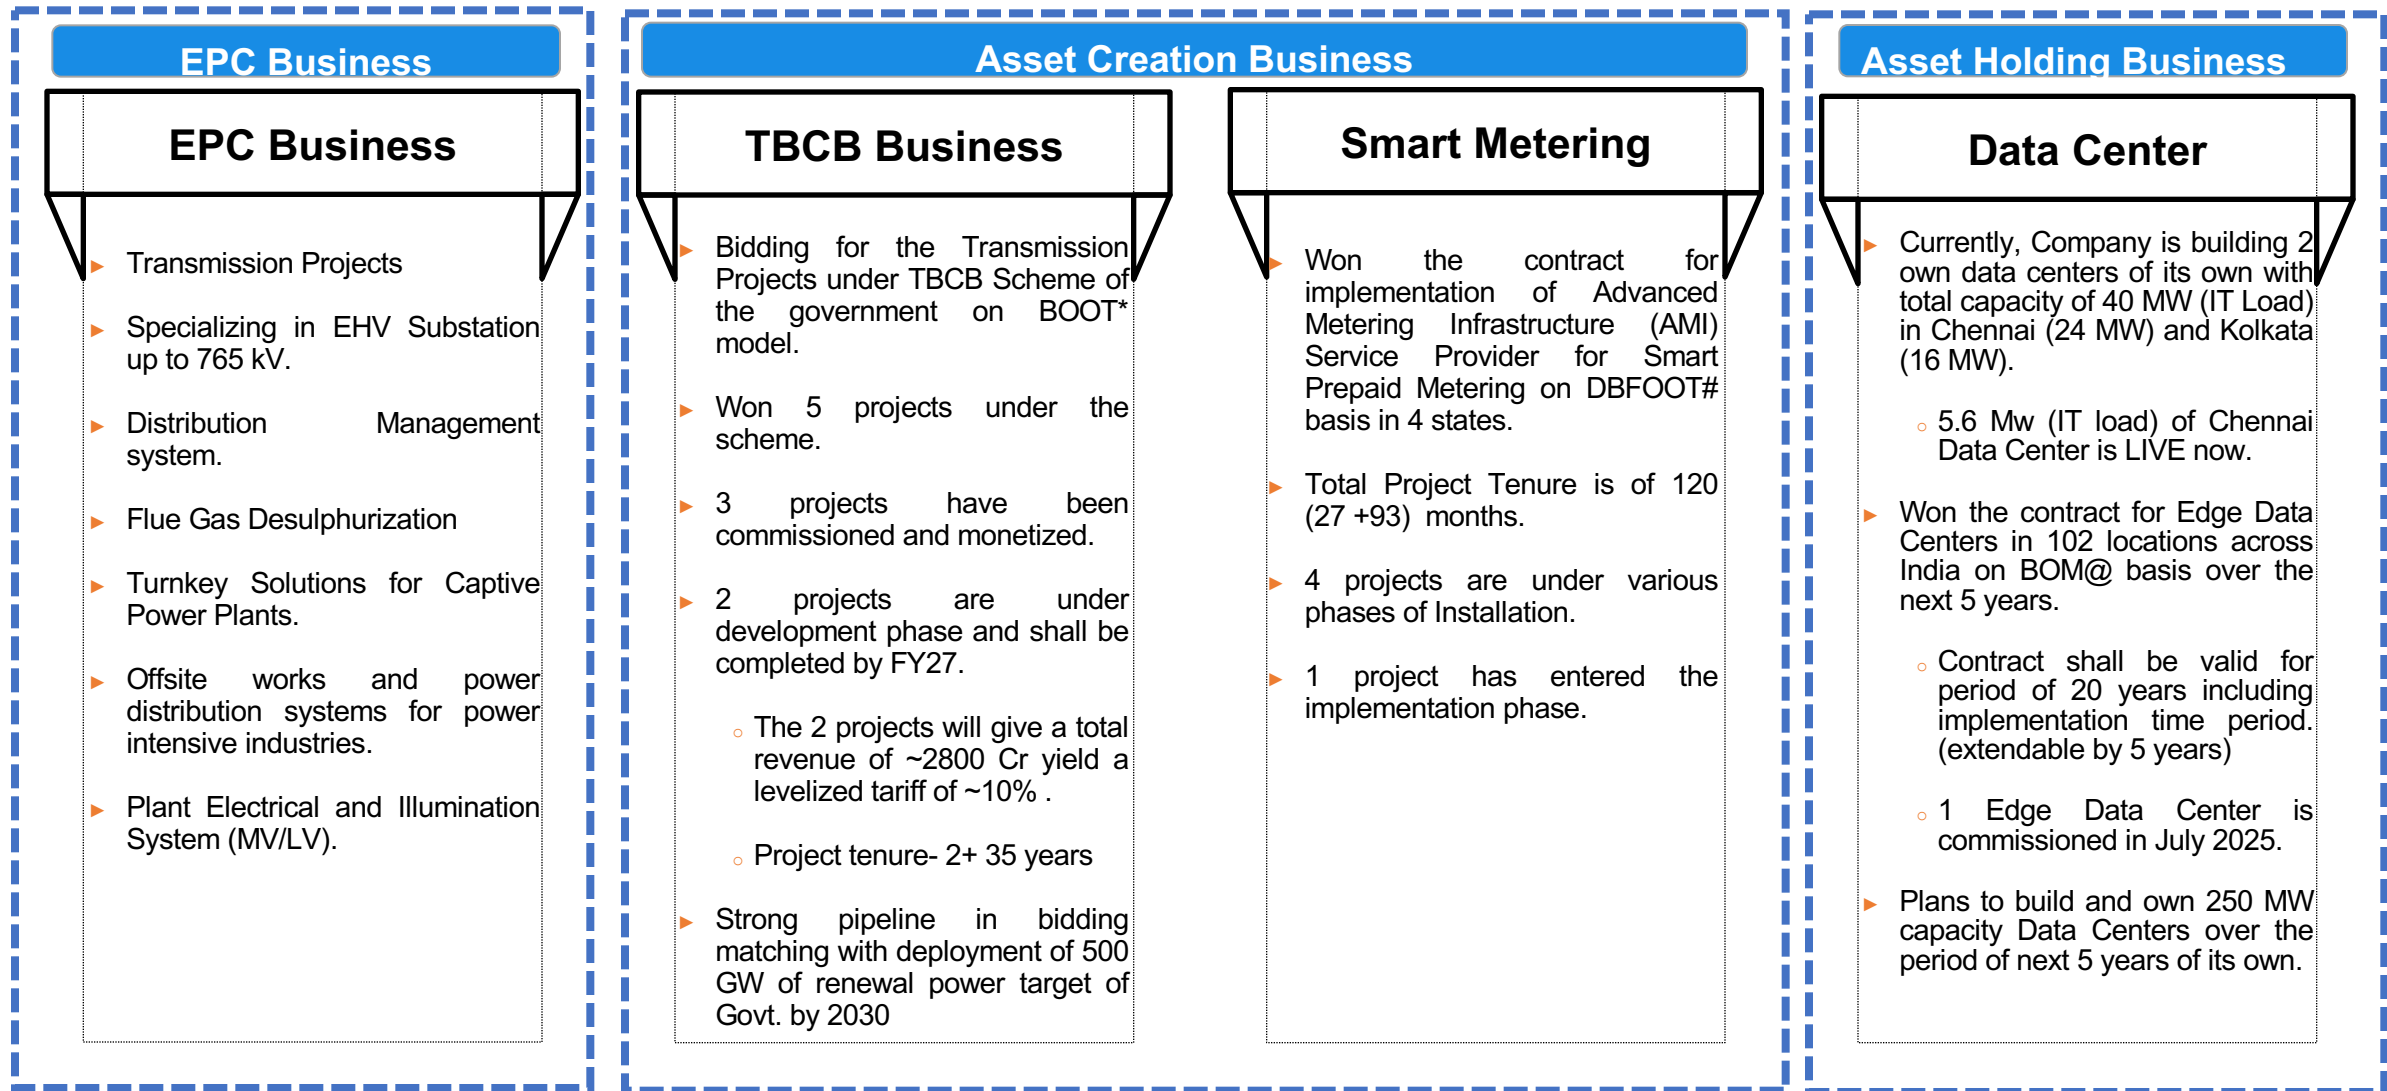 EPC Business
EPC Business
Transmission Projects
Specializing in EHV Substation
up to 765 kV.
Distribution Management
system.
Flue Gas Desulphurization
Turnkey Solutions for Captive
Power Plants.
Offsite works and power
distribution systems for power
intensive industries.
Plant Electrical and Illumination
System (MV/LV).
Asset Creation Business
TBCB Business
Bidding for the Transmission
Projects under TBCB Scheme of
the government on BOOT*
model.
Won 5 projects under the
scheme.
3 projects have been
commissioned and monetized.
2 projects are under
development phase and shall be
completed by FY27.
The 2 projects will give a total
revenue of ~2800 Cr yield a
levelized tariff of ~10% .
Project tenure- 2+ 35 years
Strong pipeline in bidding
matching with deployment of 500
GW of renewal power target of
Govt. by 2030
Smart Metering
Won the contract for
implementation of Advanced
Metering Infrastructure (AMI)
Service Provider for Smart
Prepaid Metering on DBFOOT#
basis in 4 states.
Total Project Tenure is of 120
(27 +93) months.
4 projects are under various
phases of Installation.
1 project has entered the
implementation phase.
Asset Holding Business
Data Center
Currently, Company is building 2
own data centers of its own with
total capacity of 40 MW (IT Load)
in Chennai (24 MW) and Kolkata
(16 MW).
5.6 Mw (IT load) of Chennai
Data Center is LIVE now.
Won the contract for Edge Data
Centers in 102 locations across
India on BOM@ basis over the
next 5 years.
Contract shall be valid for
period of 20 years including
implementation time period.
(extendable by 5 years)
1 Edge Data Center is
commissioned in July 2025.
Plans to build and own 250 MW
capacity Data Centers over the
period of next 5 years of its own.